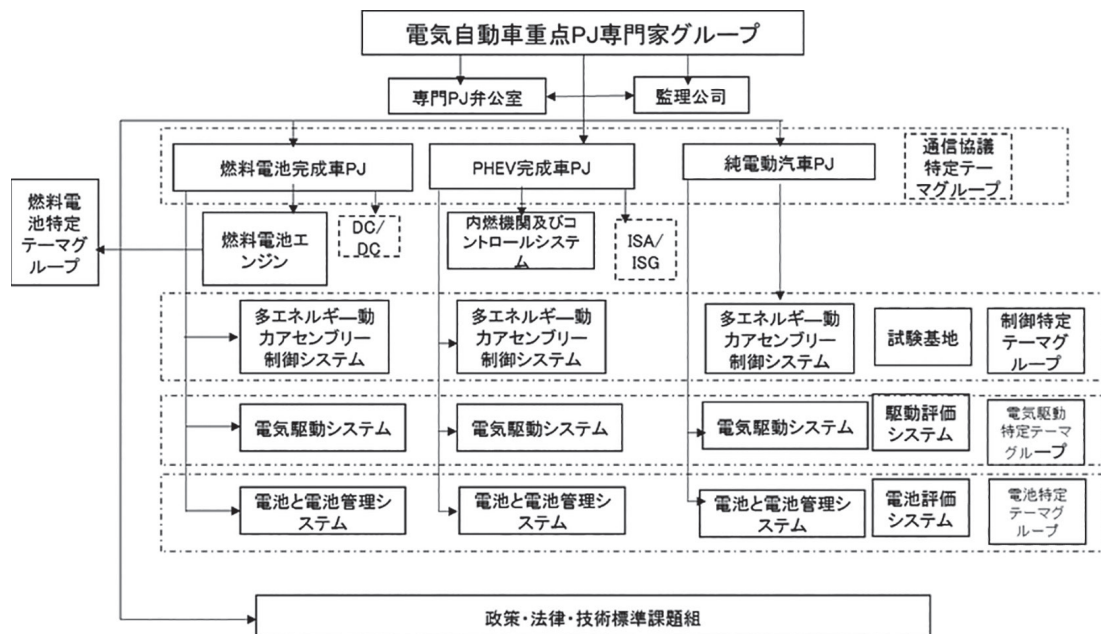 電気自動車重点PJ専門家グループ
専門PJ弁公室
監理公司
燃料電池完成車PJ
PHEV完成車PJ
純電動汽車PJ
通信協議
特定テー
マグループ
燃料電
池特定
テーマグ
ループ
燃料電池エ
ンジン
DC/
DC
内燃機関及びコ
ントロールシステ
ム
ISA/
ISG
多エネルギー動
力アセンブリー
制御システム
多エネルギー動
力アセンブリー
制御システム
多エネルギー動
力アセンブリー
制御システム
試験基地
制御特定
テーマグ
ループ
電気駆動システム
電気駆動システム
電気駆動システム
駆動評価
システム
電気駆動
特定テーマ
グループ
電池と電池管理シ
ステム
電池と電池管理シ
ステム
電池と電池管理シ
ステム
電池評価
システム
電池特定
テーマグ
ループ
政策・法律・技術標準課題組